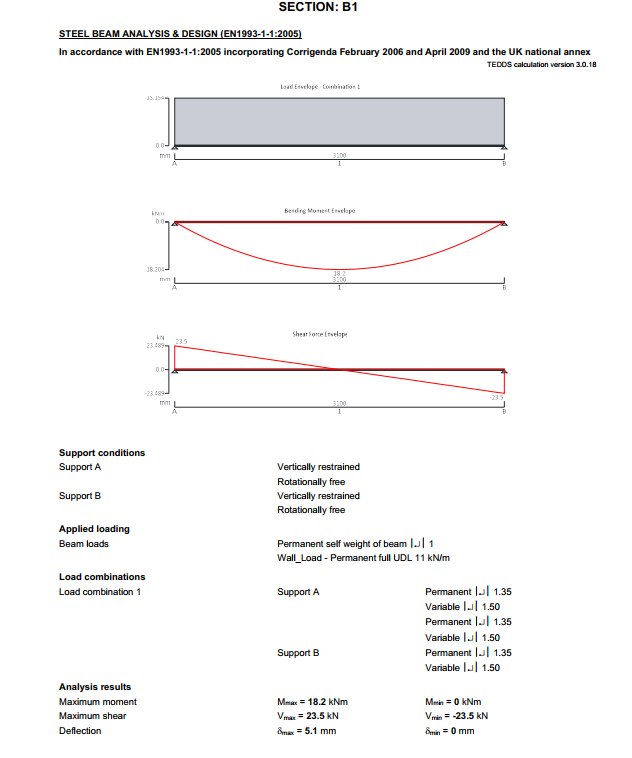 SECTION: B1
STEEL BEAM ANALYSIS & DESIGN (EN1993-1-1:2005)
In accordance with EN1993-1-1:2005 incorporating Corrigenda February 2006 and April 2009 and the UK national annex
TEDDS calculation version 3.0.18
Load Envelope - Combination 1
15.154
0.0
mm
3100
A 1 B
Bending Moment Envelope
kNm
0.0
18.204
18.2
mm
3100
A 1 B
Shear Force Envelope
kN
23.489
23.5
0.0
-23.489
-23.5
mm
3100
A 1 B
Support conditions
Support A Vertically restrained
Rotationally free
Support B Vertically restrained
Rotationally free
Applied loading
Beam loads Permanent self weight of beam 1
Wall_Load - Permanent full UDL 11 kN/m
Load combinations
Load combination 1 Support A Permanent 1.35
Variable 1.50
Permanent 1.35
Variable 1.50
Support B Permanent 1.35
Variable 1.50
Analysis results
Maximum moment Mmax = 18.2 kNm Mmin = 0 kNm
Maximum shear Vmax = 23.5 kN Vmin = -23.5 kN
Deflection δmax = 5.1 mm δmin = 0 mm